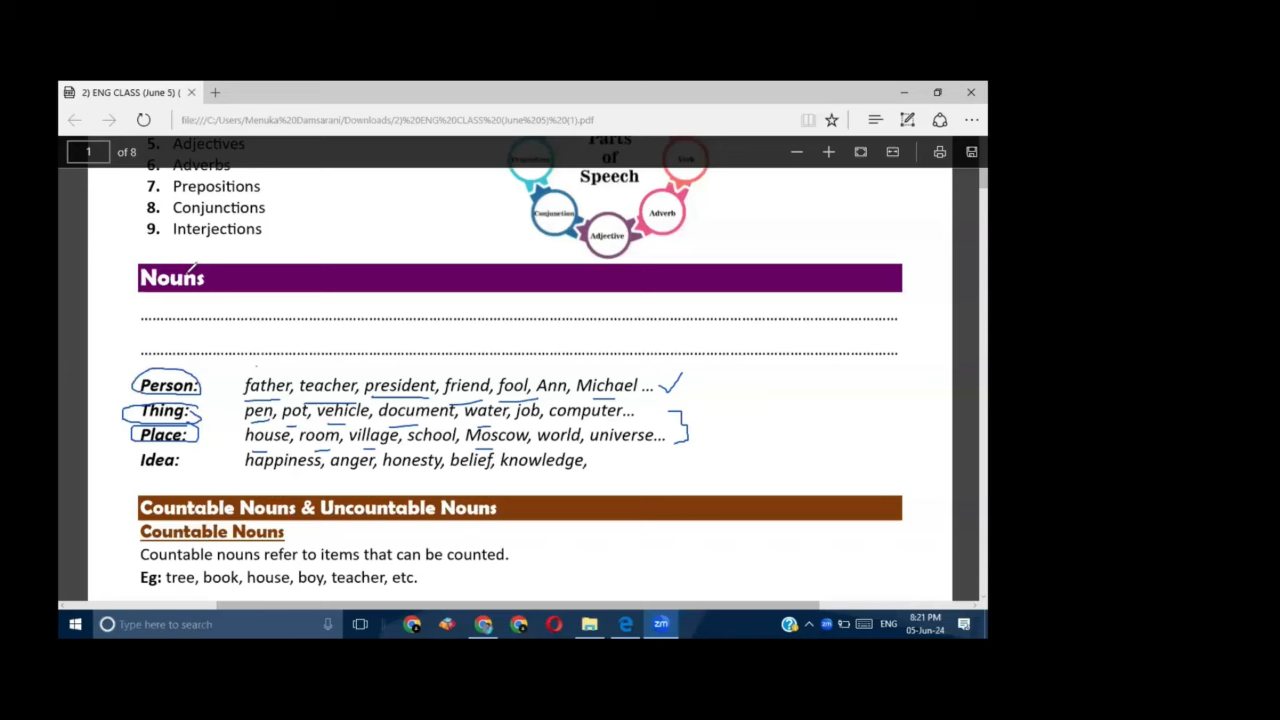 2) ENG CLASS (June 5) (
file:///C:/Users/Menuka%20Damsarani/Downloads/2)%20ENG%20CLASS%20(June%205)%20(1).pdf
1 of 8
5. Adjectives
6. Adverbs
7. Prepositions
8. Conjunctions
9. Interjections
Parts
of
Speech
Preposition
Verb
Conjunction
Adverb
Adjective
Nouns
Person: father, teacher, president, friend, fool, Ann, Michael ...
Thing: pen, pot, vehicle, document, water, job, computer...
Place: house, room, village, school, Moscow, world, universe...
Idea: happiness, anger, honesty, belief, knowledge,
Countable Nouns & Uncountable Nouns
Countable Nouns
Countable nouns refer to items that can be counted.
Eg: tree, book, house, boy, teacher, etc.
Type here to search
zm
zm
ENG
8:21 PM
05-Jun-24